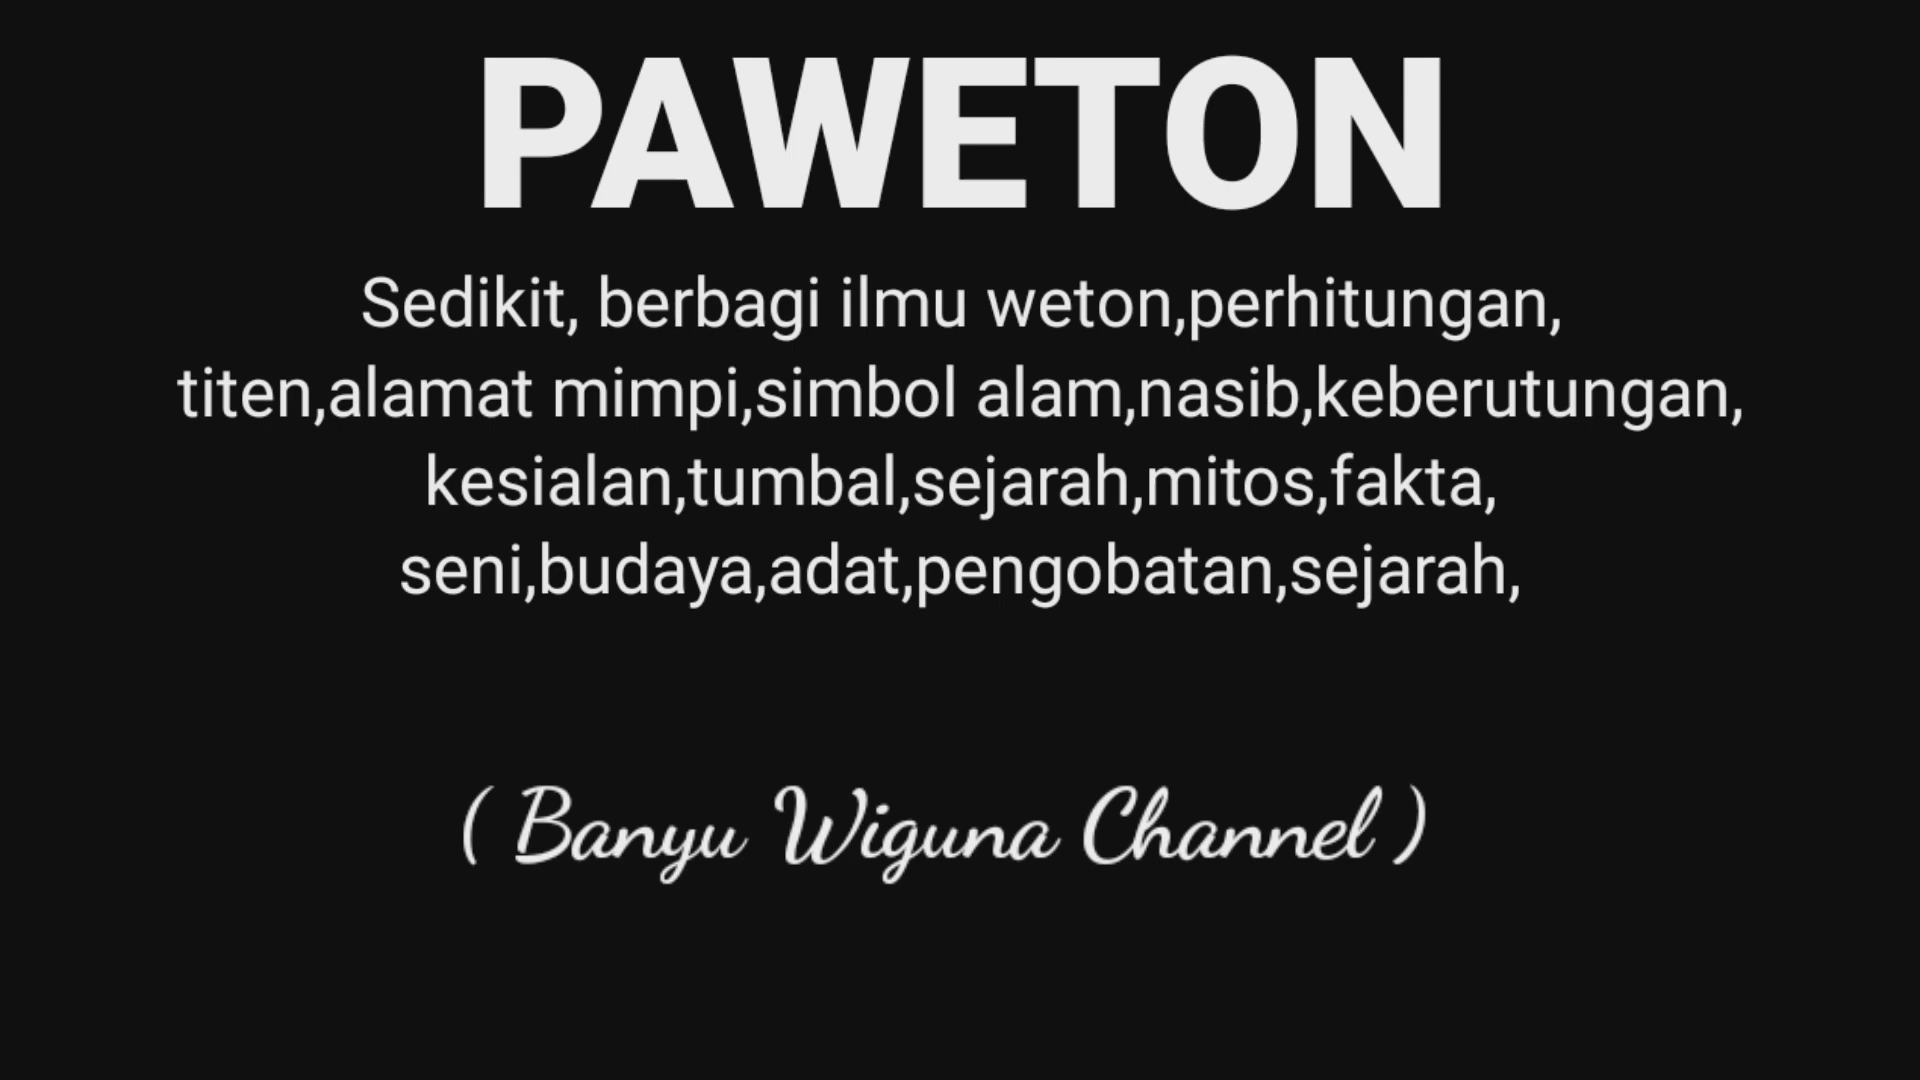 PAWETON
Sedikit, berbagi ilmu weton,perhitungan,
titen,alamat mimpi,simbol alam,nasib,keberutungan,
kesialan,tumbal,sejarah,mitos,fakta,
seni,budaya,adat,pengobatan,sejarah,
( Banyu Wiguna Channel )